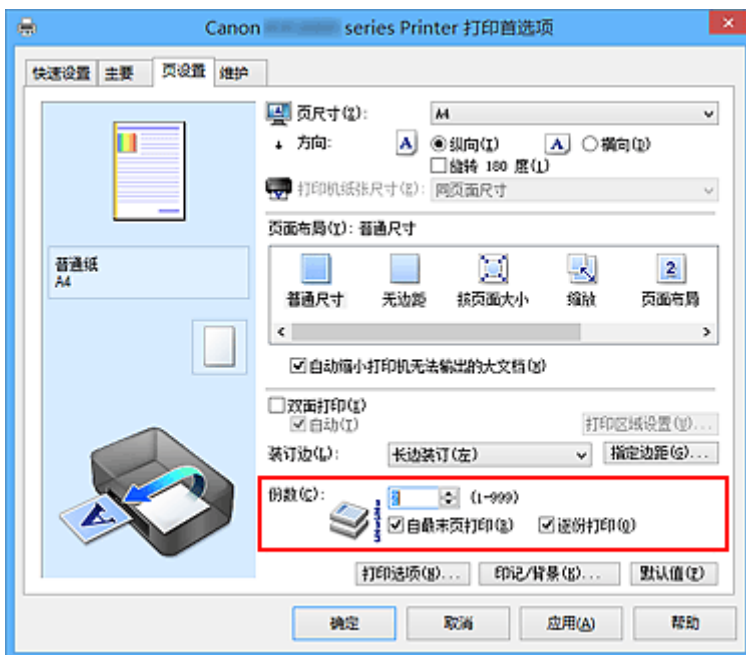 Canon series Printer 打印首选项
快速设置 主要 页设置 维护
页尺寸(Z): A4
方向: A 纵向(I) A 横向(D)
旋转 180 度(L)
打印机纸张尺寸(E): 同页面尺寸
页面布局(Y): 普通尺寸
普通纸
A4
2
普通尺寸 无边距 按页面大小 缩放 页面布局
自动缩小打印机无法输出的大文档(N)
双面打印(X)
自动(T) 打印区域设置(U)...
装订边(L): 长边装订(左) 指定边距(G)...
份数(C): (1-999)
自最末页打印(R) 逐份打印(O)
A
打印选项(N)... 印记/背景(K)... 默认值(F)
确定 取消 应用(A) 帮助